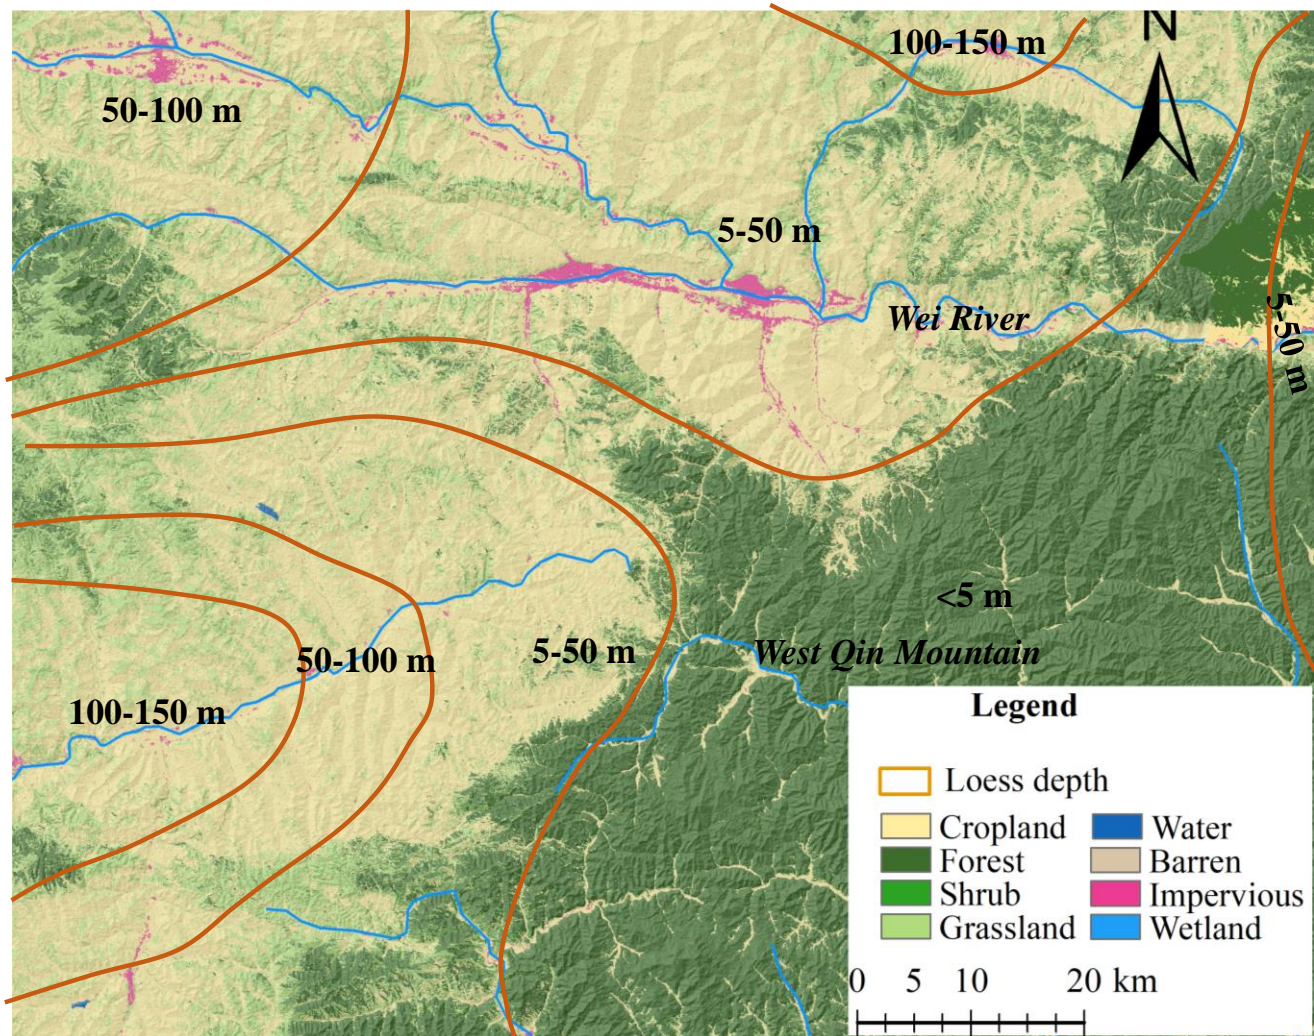 N
100-150 m
50-100 m
5-50 m
Wei River
5-50 m
<5 m
50-100 m
5-50 m
West Qin Mountain
100-150 m
Legend
Loess depth
Cropland
Water
Forest
Barren
Shrub
Impervious
Grassland
Wetland
0 5 10 20 km